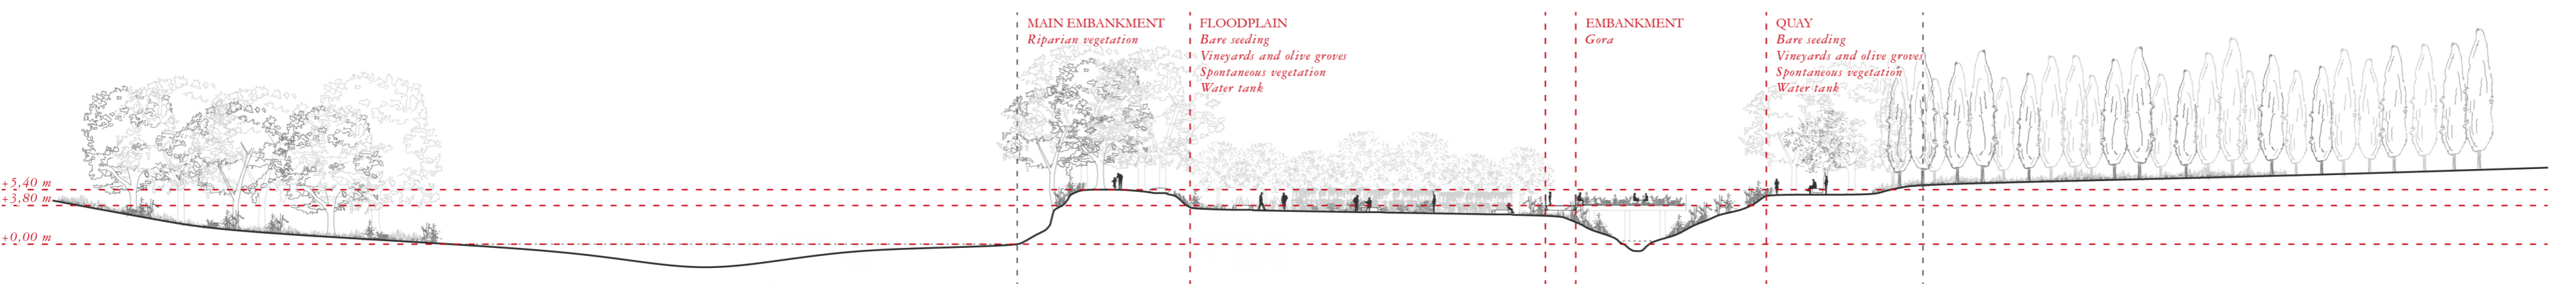 MAIN EMBANKMENT
Riparian vegetation
FLOODPLAIN
Bare seeding
Vineyards and olive groves
Spontaneous vegetation
Water tank
EMBANKMENT
Gora
QUAY
Bare seeding
Vineyards and olive groves
Spontaneous vegetation
Water tank
+5,40 m
+3,80 m
+0,00 m